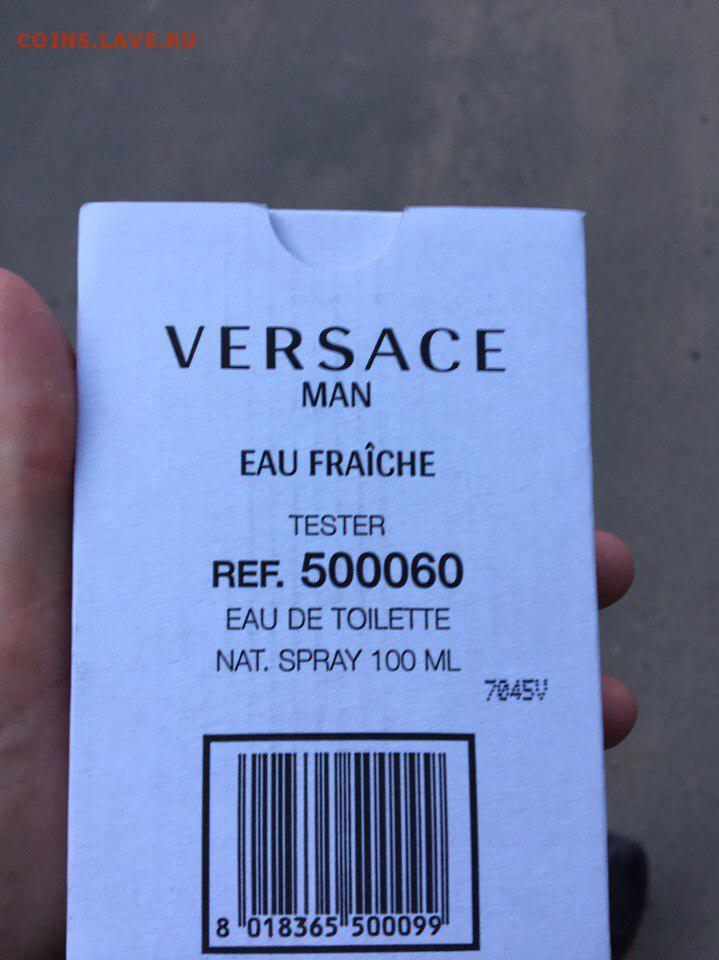 COINS.LAVE.RU
VERSACE
MAN
EAU FRAÎCHE
TESTER
REF. 500060
EAU DE TOILETTE
NAT. SPRAY 100 ML
7045V
8 018365 500099